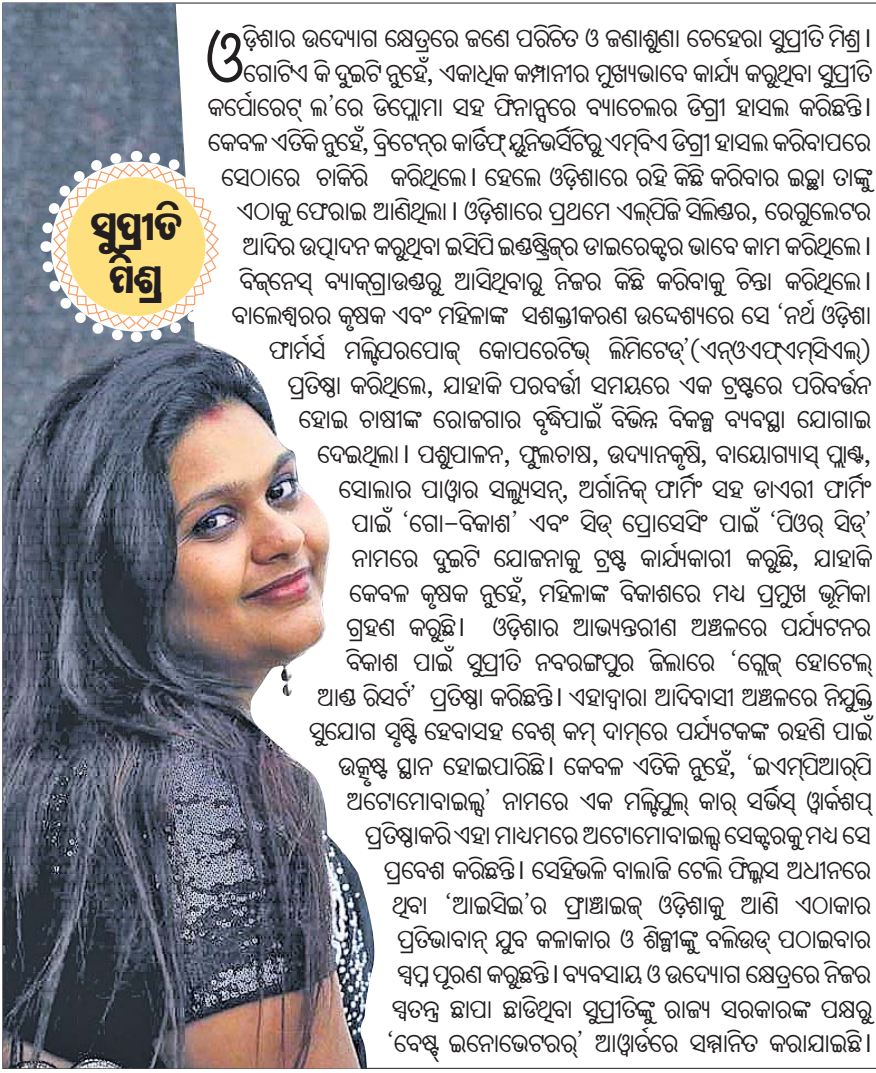 ସୁପ୍ରୀତି
ମିଶ୍ର
ଓଡ଼ିଶାର ଉଦ୍ୟୋଗ କ୍ଷେତ୍ରରେ ଜଣେ ପରିଚିତ ଓ ଜଣାଶୁଣା ଚେହେରା ସୁପ୍ରୀତି ମିଶ୍ର।
ଗୋଟିଏ କି ଦୁଇଟି ନୁହେଁ, ଏକାଧିକ କମ୍ପାନୀର ମୁଖ୍ୟଭାବେ କାର୍ଯ୍ୟ କରୁଥିବା ସୁପ୍ରୀତି
କର୍ପୋରେଟ୍ ଲ'ରେ ଡିପ୍ଲୋମା ସହ ଫିନାନ୍ସରେ ବ୍ୟାଚେଲର ଡିଗ୍ରୀ ହାସଲ କରିଛନ୍ତି।
କେବଳ ଏତିକି ନୁହେଁ, ବ୍ରିଟେନ୍‌ର କାର୍ଡିଫ୍ ୟୁନିଭର୍ସିଟିରୁ ଏମ୍‌ବିଏ ଡିଗ୍ରୀ ହାସଲ କରିବାପରେ
ସେଠାରେ ଚାକିରି କରିଥିଲେ। ହେଲେ ଓଡ଼ିଶାରେ ରହି କିଛି କରିବାର ଇଚ୍ଛା ତାଙ୍କୁ
ଏଠାକୁ ଫେରାଇ ଆଣିଥିଲା। ଓଡ଼ିଶାରେ ପ୍ରଥମେ ଏଲ୍‌ପିଜି ସିଲିଣ୍ଡର, ରେଗୁଲେଟର
ଆଦିର ଉତ୍ପାଦନ କରୁଥିବା ଇସିପି ଇଣ୍ଡଷ୍ଟ୍ରିଜ୍‌ର ଡାଇରେକ୍ଟର ଭାବେ କାମ କରିଥିଲେ।
ବିଜ୍‌ନେସ୍ ବ୍ୟାକ୍‌ଗ୍ରାଉଣ୍ଡରୁ ଆସିଥିବାରୁ ନିଜର କିଛି କରିବାକୁ ଚିନ୍ତା କରିଥିଲେ।
ବାଲେଶ୍ୱରର କୃଷକ ଏବଂ ମହିଳାଙ୍କ ସଶକ୍ତୀକରଣ ଉଦ୍ଦେଶ୍ୟରେ ସେ 'ନର୍ଥ ଓଡ଼ିଶା
ଫାର୍ମର୍ସ ମଲ୍ଟିପରପୋଜ୍ କୋପରେଟିଭ୍ ଲିମିଟେଡ୍'(ଏନ୍‌ଓଏଫ୍‌ଏମ୍‌ସିଏଲ୍)
ପ୍ରତିଷ୍ଠା କରିଥିଲେ, ଯାହାକି ପରବର୍ତ୍ତୀ ସମୟରେ ଏକ ଟ୍ରଷ୍ଟରେ ପରିବର୍ତ୍ତନ
ହୋଇ ଚାଷୀଙ୍କ ରୋଜଗାର ବୃଦ୍ଧିପାଇଁ ବିଭିନ୍ନ ବିକଳ୍ପ ବ୍ୟବସ୍ଥା ଯୋଗାଇ
ଦେଇଥିଲା। ପଶୁପାଳନ, ଫୁଲଚାଷ, ଉଦ୍ୟାନକୃଷି, ବାୟୋଗ୍ୟାସ୍ ପ୍ଲାଣ୍ଟ,
ସୋଲାର ପାୱାର ସଲ୍ୟୁସନ୍, ଅର୍ଗାନିକ୍ ଫାର୍ମିଂ ସହ ଡାଏରୀ ଫାର୍ମିଂ
ପାଇଁ 'ଗୋ-ବିକାଶ' ଏବଂ ସିଡ୍ ପ୍ରୋସେସିଂ ପାଇଁ 'ପିଓର୍ ସିଡ୍'
ନାମରେ ଦୁଇଟି ଯୋଜନାକୁ ଟ୍ରଷ୍ଟ କାର୍ଯ୍ୟକାରୀ କରୁଛି, ଯାହାକି
କେବଳ କୃଷକ ନୁହେଁ, ମହିଳାଙ୍କ ବିକାଶରେ ମଧ୍ୟ ପ୍ରମୁଖ ଭୂମିକା
ଗ୍ରହଣ କରୁଛି। ଓଡ଼ିଶାର ଆଭ୍ୟନ୍ତରୀଣ ଅଞ୍ଚଳରେ ପର୍ଯ୍ୟଟନର
ବିକାଶ ପାଇଁ ସୁପ୍ରୀତି ନବରଙ୍ଗପୁର ଜିଲାରେ 'ଗ୍ଲେଜ୍ ହୋଟେଲ୍
ଆଣ୍ଡ ରିସର୍ଟ' ପ୍ରତିଷ୍ଠା କରିଛନ୍ତି। ଏହାଦ୍ୱାରା ଆଦିବାସୀ ଅଞ୍ଚଳରେ ନିଯୁକ୍ତି
ସୁଯୋଗ ସୃଷ୍ଟି ହେବାସହ ବେଶ୍ କମ୍ ଦାମ୍‌ରେ ପର୍ଯ୍ୟଟକଙ୍କ ରହଣି ପାଇଁ
ଉତ୍କୃଷ୍ଟ ସ୍ଥାନ ହୋଇପାରିଛି। କେବଳ ଏତିକି ନୁହେଁ, 'ଇଏମ୍‌ପିଆର୍‌ପି
ଅଟୋମୋବାଇଲ୍ସ' ନାମରେ ଏକ ମଲ୍ଟିପୁଲ୍ କାର୍ ସର୍ଭିସ୍ ୱାର୍କଶପ୍
ପ୍ରତିଷ୍ଠାକରି ଏହା ମାଧ୍ୟମରେ ଅଟୋମୋବାଇଲ୍ସ ସେକ୍ଟରକୁ ମଧ୍ୟ ସେ
ପ୍ରବେଶ କରିଛନ୍ତି। ସେହିଭଳି ବାଲାଜି ଟେଲି ଫିଲ୍ମସ ଅଧୀନରେ
ଥିବା 'ଆଇସିଇ'ର ଫ୍ରାଞ୍ଚାଇଜ୍ ଓଡ଼ିଶାକୁ ଆଣି ଏଠାକାର
ପ୍ରତିଭାବାନ୍ ଯୁବ କଳାକାର ଓ ଶିଳ୍ପୀଙ୍କୁ ବଲିଉଡ୍ ପଠାଇବାର
ସ୍ୱପ୍ନ ପୂରଣ କରୁଛନ୍ତି। ବ୍ୟବସାୟ ଓ ଉଦ୍ୟୋଗ କ୍ଷେତ୍ରରେ ନିଜର
ସ୍ୱତନ୍ତ୍ର ଛାପା ଛାଡିଥିବା ସୁପ୍ରୀତିଙ୍କୁ ରାଜ୍ୟ ସରକାରଙ୍କ ପକ୍ଷରୁ
'ବେଷ୍ଟ ଇନୋଭେଟରର୍' ଆୱାର୍ଡରେ ସମ୍ମାନିତ କରାଯାଇଛି।